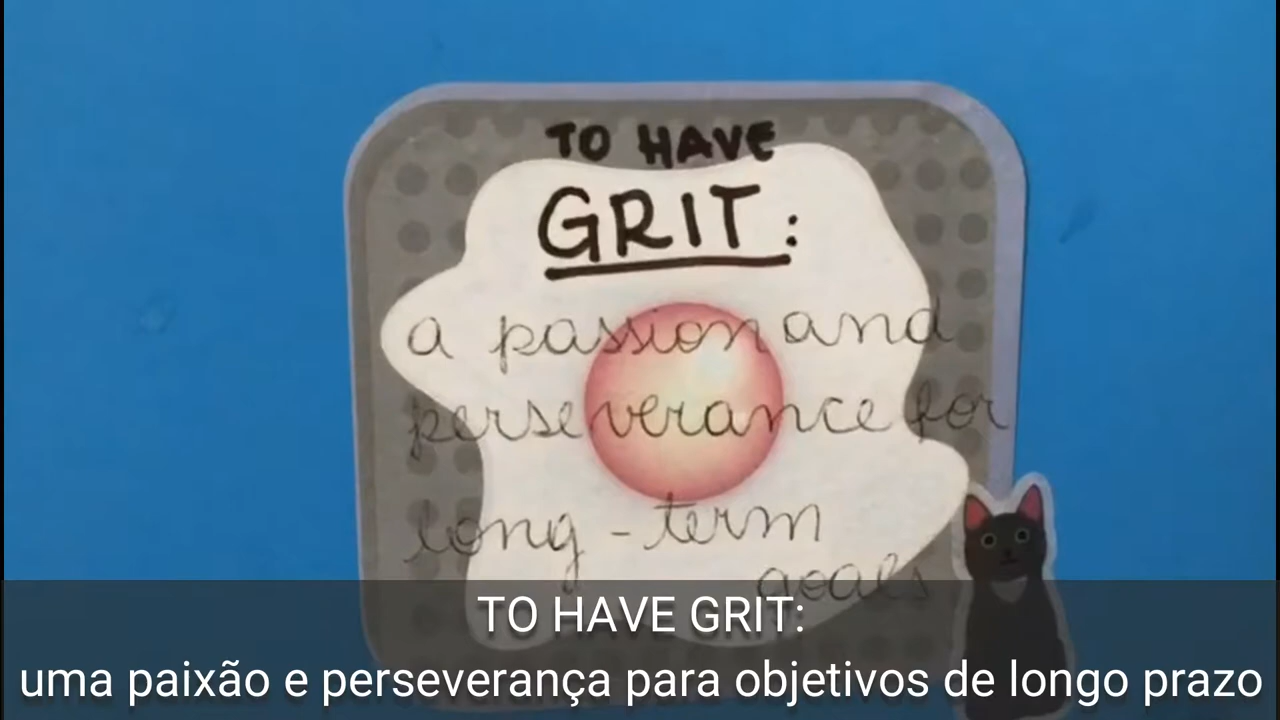 TO HAVE
GRIT:
a passion and
perseverance for
long-term
goals
TO HAVE GRIT:
uma paixão e perseverança para objetivos de longo prazo